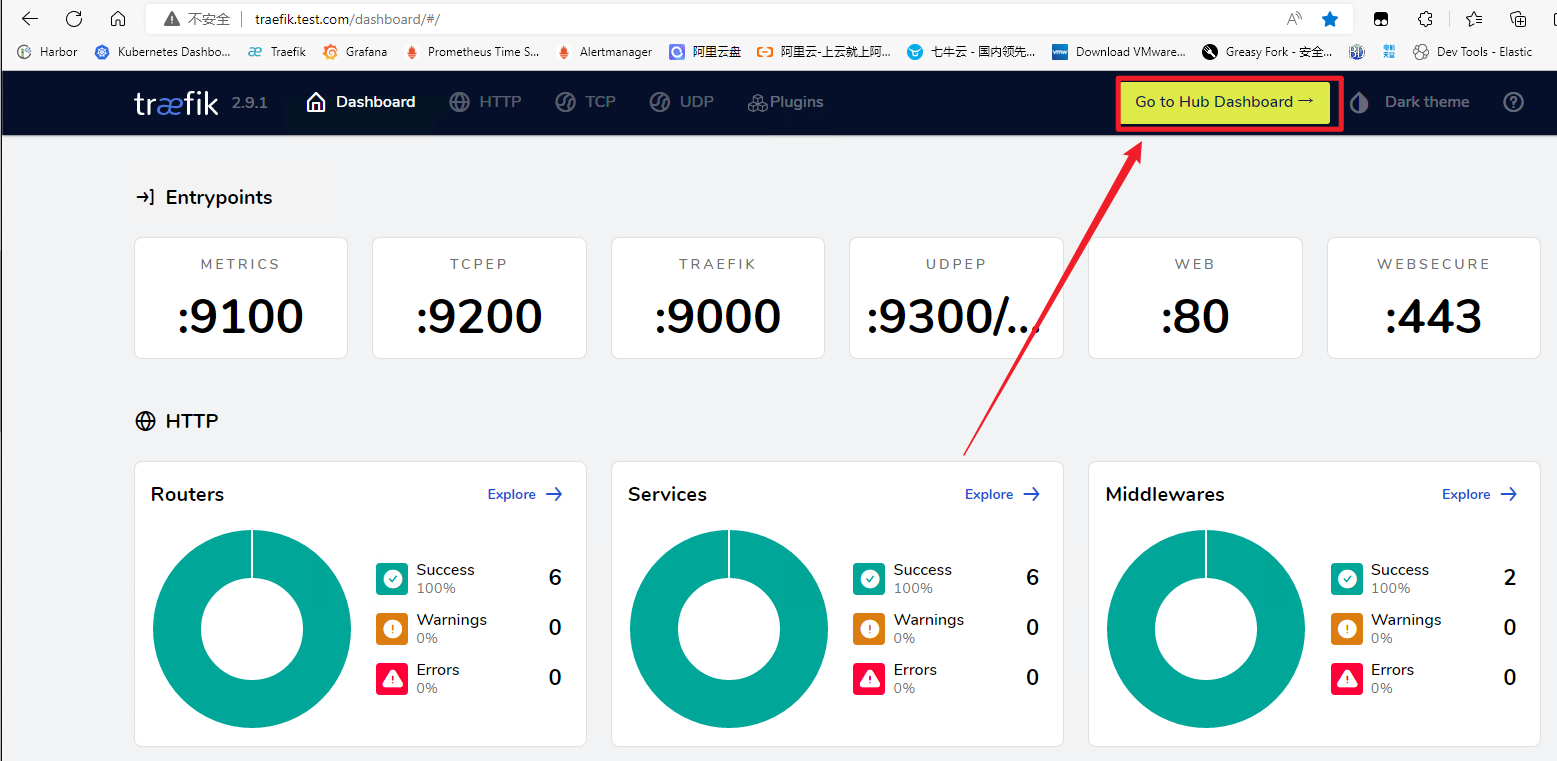 不安全 traefik.test.com/dashboard/#/
Harbor Kubernetes Dashbo... Traefik Grafana Prometheus Time S... Alertmanager 阿里云盘 阿里云-上云就上阿... 七牛云 - 国内领先... Download VMware... Greasy Fork - 安全... Dev Tools - Elastic
træfik 2.9.1 Dashboard HTTP TCP UDP Plugins Go to Hub Dashboard → Dark theme
Entrypoints
METRICS TCPEP TRAEFIK UDPEP WEB WEBSECURE
:9100 :9200 :9000 :9300/... :80 :443
HTTP
Routers Explore Services Explore Middlewares Explore
Success 6 Success 6 Success 2
100% 100% 100%
Warnings 0 Warnings 0 Warnings 0
0% 0% 0%
Errors 0 Errors 0 Errors 0
0% 0% 0%